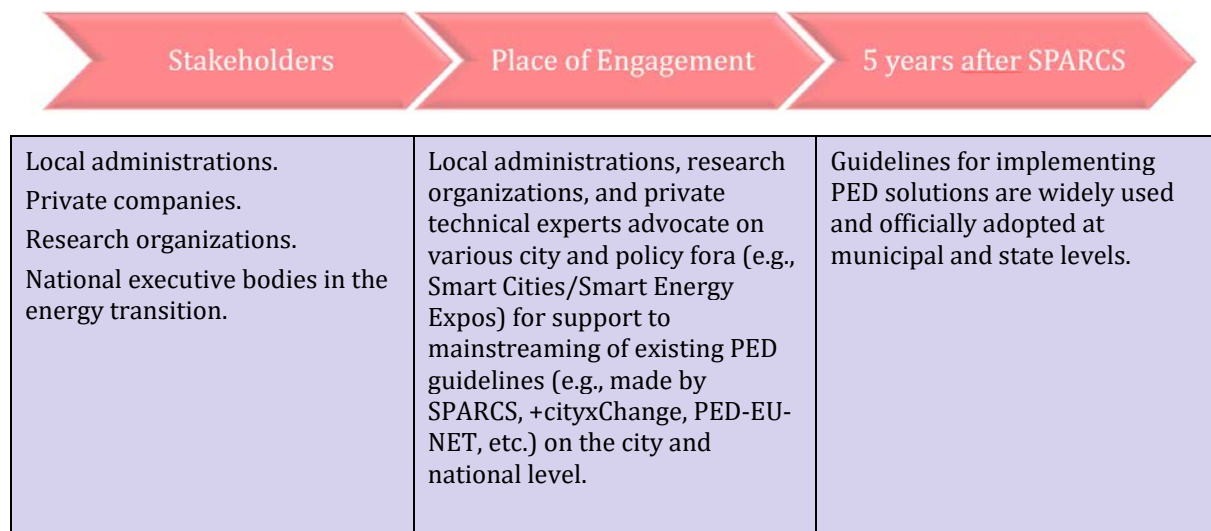 Stakeholders
Place of Engagement
5 years after SPARCS
Local administrations.
Private companies.
Research organizations.
National executive bodies in the
energy transition.
Local administrations, research
organizations, and private
technical experts advocate on
various city and policy fora (e.g.,
Smart Cities/Smart Energy
Expos) for support to
mainstreaming of existing PED
guidelines (e.g., made by
SPARCS, +cityxChange, PED-EU-
NET, etc.) on the city and
national level.
Guidelines for implementing
PED solutions are widely used
and officially adopted at
municipal and state levels.